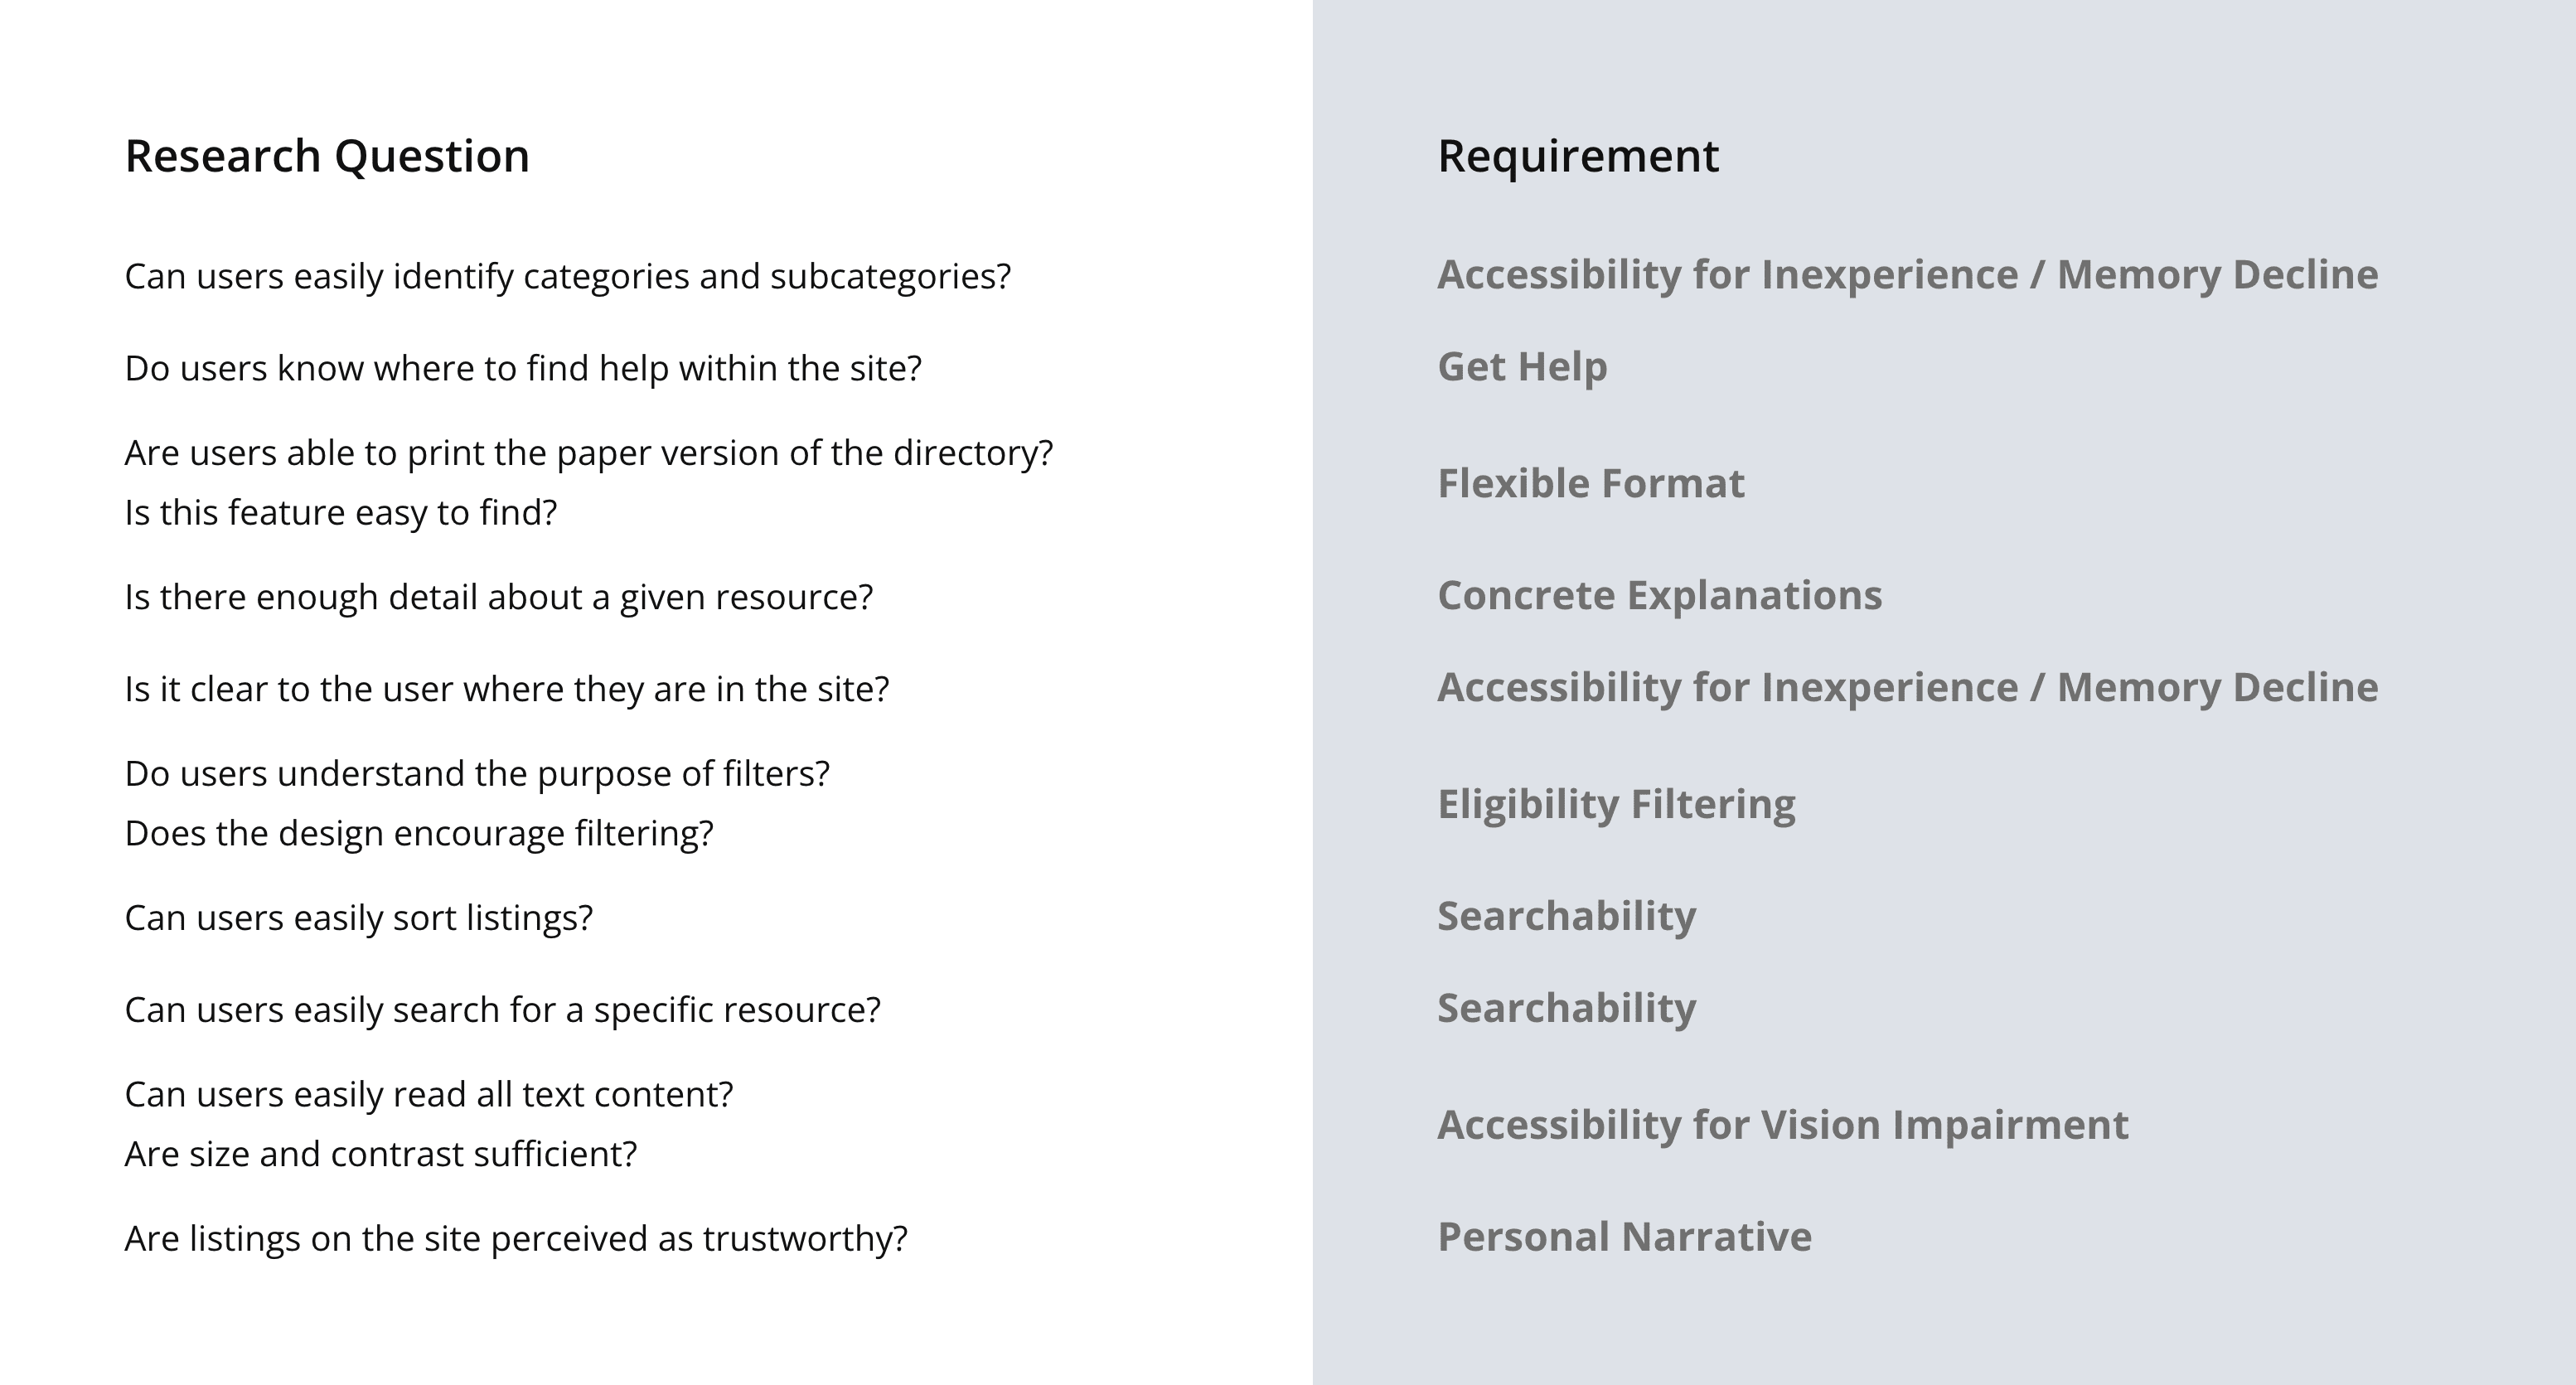 Research Question
Requirement
Can users easily identify categories and subcategories?
Accessibility for Inexperience / Memory Decline
Do users know where to find help within the site?
Get Help
Are users able to print the paper version of the directory?
Is this feature easy to find?
Flexible Format
Is there enough detail about a given resource?
Concrete Explanations
Is it clear to the user where they are in the site?
Accessibility for Inexperience / Memory Decline
Do users understand the purpose of filters?
Does the design encourage filtering?
Eligibility Filtering
Can users easily sort listings?
Searchability
Can users easily search for a specific resource?
Searchability
Can users easily read all text content?
Are size and contrast sufficient?
Accessibility for Vision Impairment
Are listings on the site perceived as trustworthy?
Personal Narrative